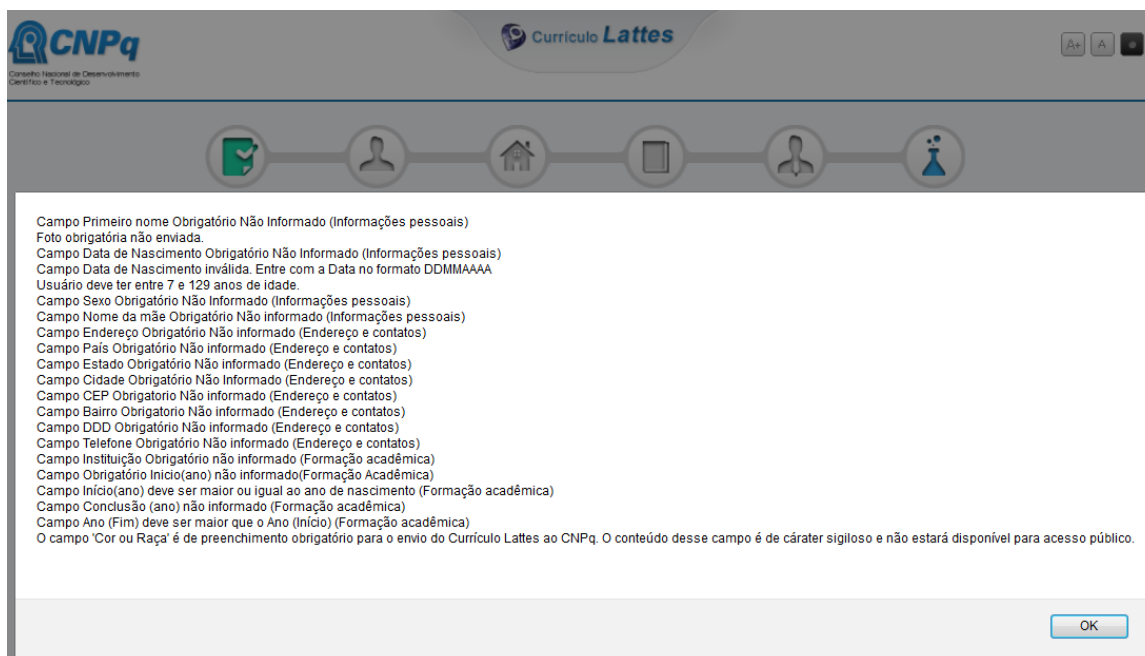 CNPq
Conselho Nacional de Desenvolvimento
Científico e Tecnológico
Currículo Lattes
A+ A
Campo Primeiro nome Obrigatório Não Informado (Informações pessoais)
Foto obrigatória não enviada.
Campo Data de Nascimento Obrigatório Não Informado (Informações pessoais)
Campo Data de Nascimento inválida. Entre com a Data no formato DDMMAAAA
Usuário deve ter entre 7 e 129 anos de idade.
Campo Sexo Obrigatório Não Informado (Informações pessoais)
Campo Nome da mãe Obrigatório Não informado (Informações pessoais)
Campo Endereço Obrigatório Não informado (Endereço e contatos)
Campo País Obrigatório Não informado (Endereço e contatos)
Campo Estado Obrigatório Não informado (Endereço e contatos)
Campo Cidade Obrigatório Não Informado (Endereço e contatos)
Campo CEP Obrigatorio Não informado (Endereço e contatos)
Campo Bairro Obrigatorio Não informado (Endereço e contatos)
Campo DDD Obrigatório Não informado (Endereço e contatos)
Campo Telefone Obrigatório Não informado (Endereço e contatos)
Campo Instituição Obrigatório não informado (Formação acadêmica)
Campo Obrigatório Inicio(ano) não informado(Formação Acadêmica)
Campo Início(ano) deve ser maior ou igual ao ano de nascimento (Formação acadêmica)
Campo Conclusão (ano) não informado (Formação acadêmica)
Campo Ano (Fim) deve ser maior que o Ano (Início) (Formação acadêmica)
O campo 'Cor ou Raça' é de preenchimento obrigatório para o envio do Currículo Lattes ao CNPq. O conteúdo desse campo é de cárater sigiloso e não estará disponível para acesso público.
OK